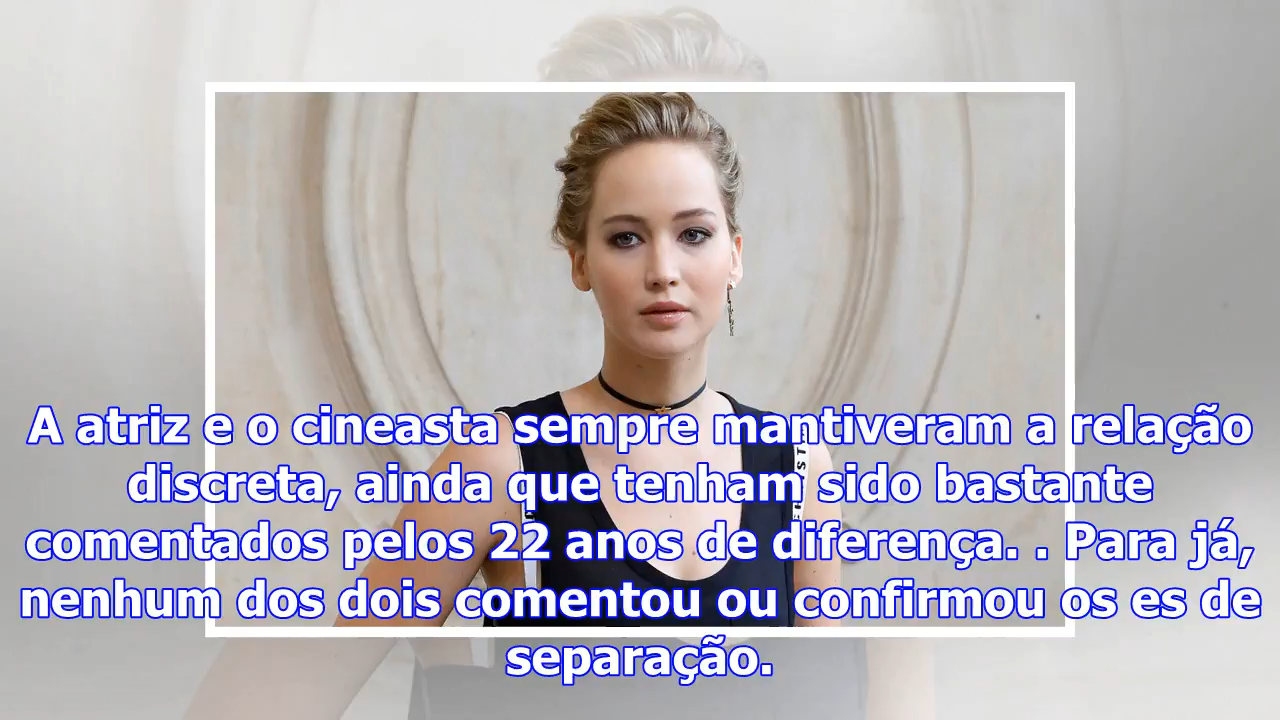 A atriz e o cineasta sempre mantiveram a relação
discreta, ainda que tenham sido bastante
comentados pelos 22 anos de diferença. . Para já,
nenhum dos dois comentou ou confirmou os es de
separação.